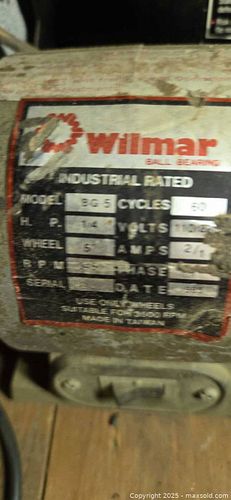 Wilmar
BALL BEARING
INDUSTRIAL RATED
MODEL BG 5 CYCLES 60
H. P. 1/4 VOLTS
WHEEL 5" AMPS
R P M PHASE
SERIAL DATE
USE ONLY WHEELS
SUITABLE FOR 3600 RPM
MADE IN TAIWAN
Copyright © 2025 - maxsold.com